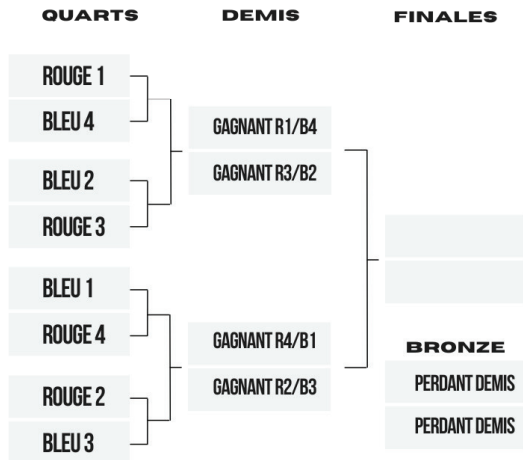 QUARTS
DEMIS
FINALES
ROUGE 1
BLEU 4
BLEU 2
ROUGE 3
BLEU 1
ROUGE 4
ROUGE 2
BLEU 3
GAGNANT R1/B4
GAGNANT R3/B2
GAGNANT R4/B1
GAGNANT R2/B3
BRONZE
PERDANT DEMIS
PERDANT DEMIS